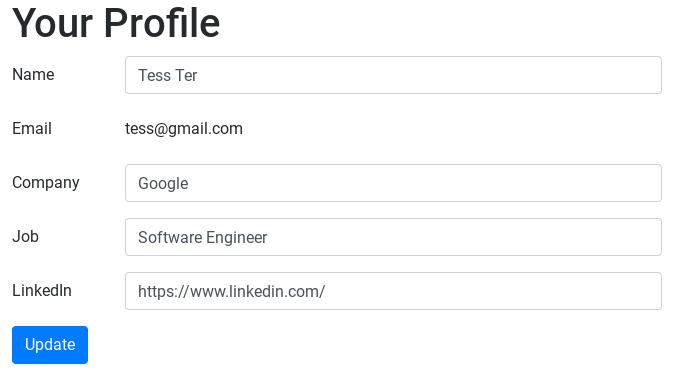 Your Profile
Name Tess Ter
Email tess@gmail.com
Company Google
Job Software Engineer
LinkedIn https://www.linkedin.com/
Update